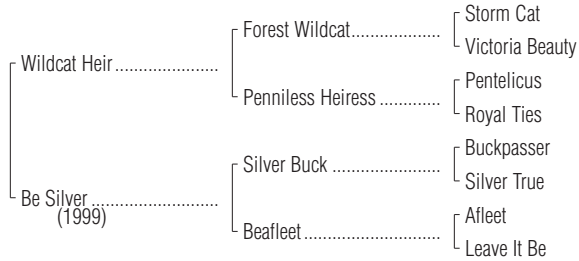 Storm Cat
Forest Wildcat....................
Victoria Beauty
Wildcat Heir.......................
Pentelicus
Penniless Heiress .............
Royal Ties
Buckpasser
Silver Buck ........................
Silver True
Be Silver ............................
(1999)
Afleet
Beafleet..............................
Leave It Be